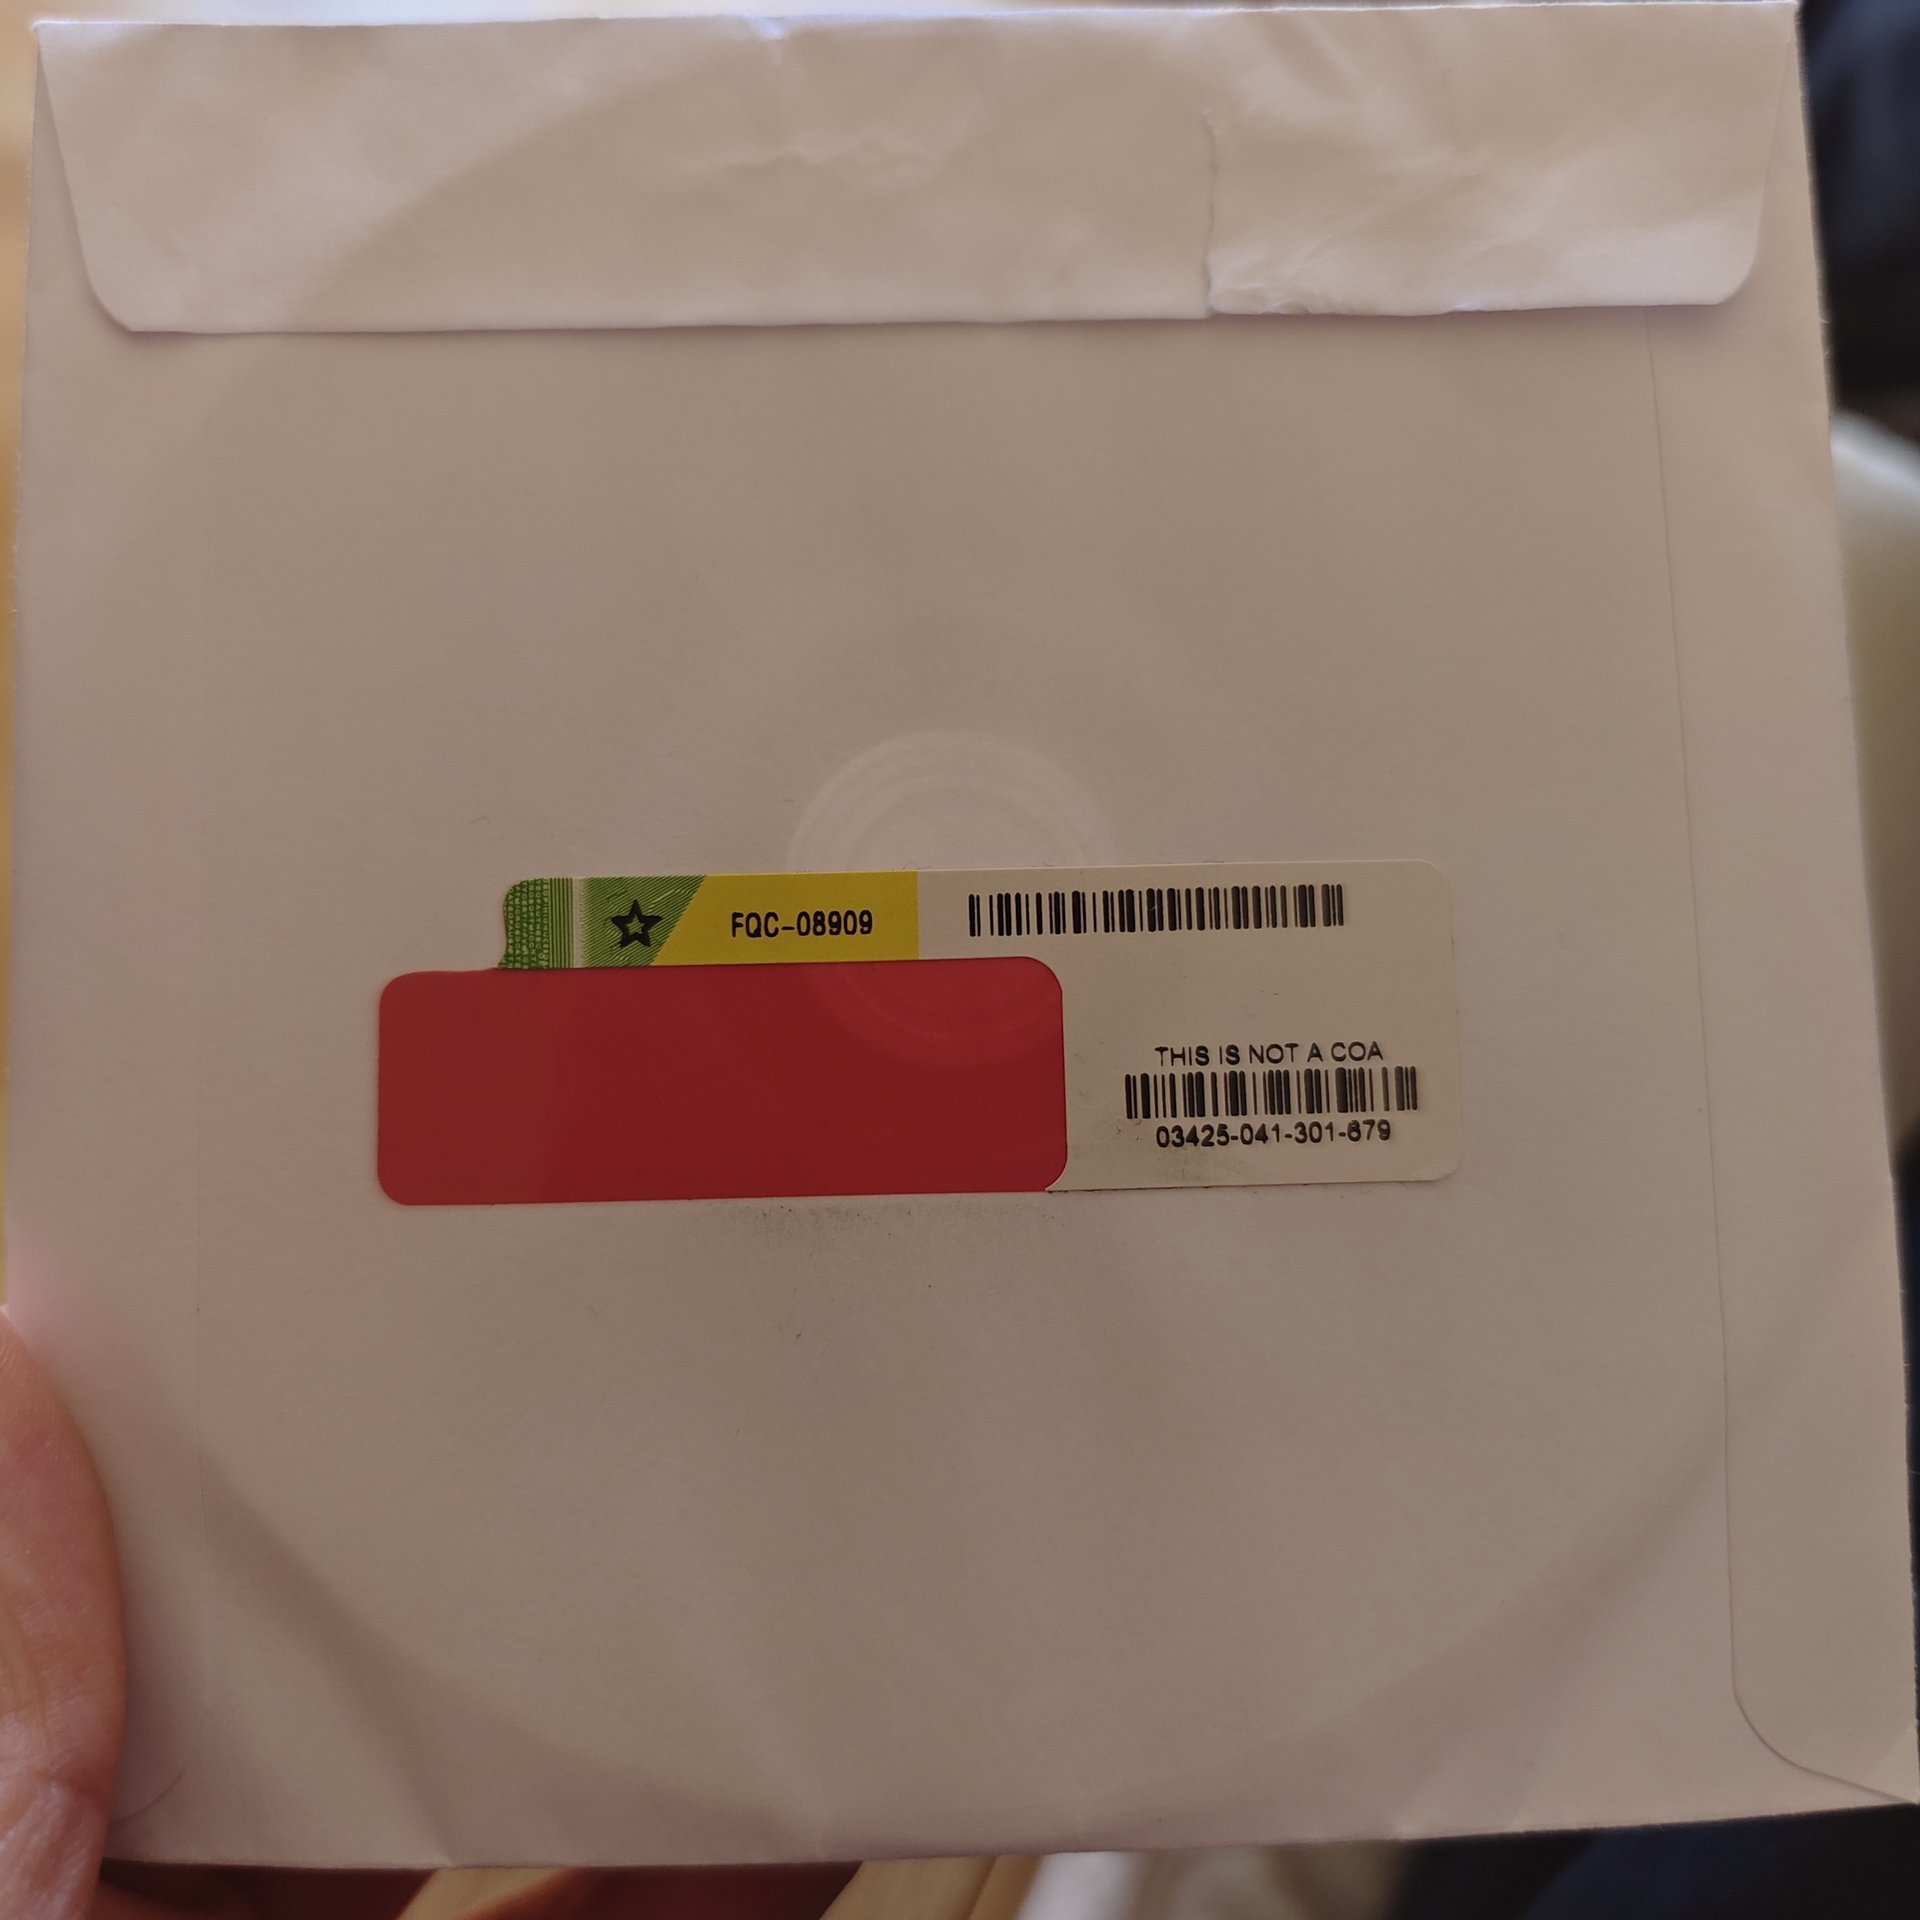 FQC-08909
THIS IS NOT A COA
03425-041-301-679